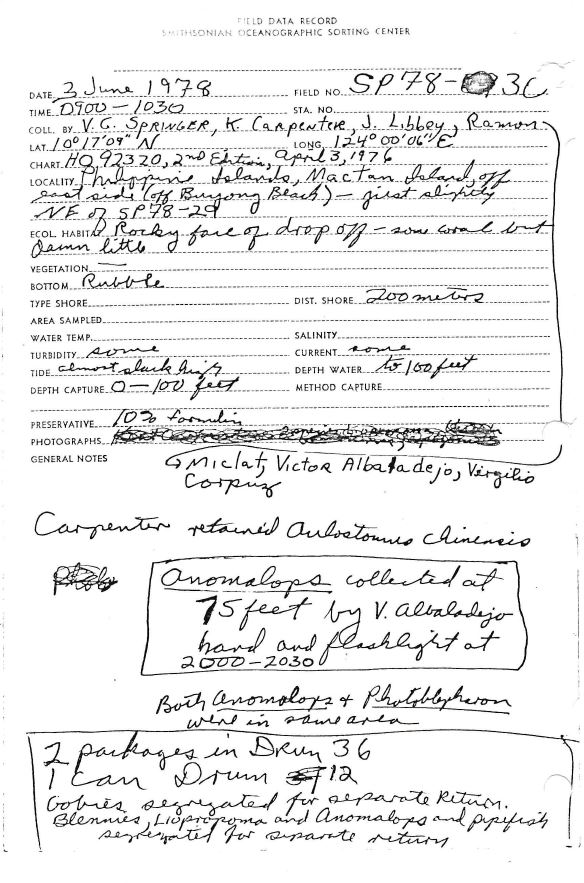 FIELD DATA RECORD
SMITHSONIAN OCEANOGRAPHIC SORTING CENTER
DATE 3 June 1978 FIELD NO. SP78-30
TIME 0900-1030 STA. NO.
COLL. BY V.G. SPRINGER, K. Carpenter, J. Libbey, Ramon
LAT. 10°17'09" N LONG. 124°00'06" E
CHART HO 92320, 2nd Edition, April 3, 1976
LOCALITY Philippine Islands, Mactan Island, off
east side (off Buyong Beach) - just slightly
NE of SP78-29
ECOL. HABITAT Rocky face of drop off - some coral but
damn little
VEGETATION —
BOTTOM Rubble
TYPE SHORE DIST. SHORE 200 meters
AREA SAMPLED
WATER TEMP. SALINITY
TURBIDITY some CURRENT some
TIDE almost slack high DEPTH WATER to 100 feet
DEPTH CAPTURE 0-100 feet METHOD CAPTURE
PRESERVATIVE 10% formalin
PHOTOGRAPHS
GENERAL NOTES Miclat, Victor Albaladejo, Virgilio
Corpuz
Carpenter retained Aulostomus chinensis
Anomalops collected at
75 feet by V. Albaladejo
hand and flashlight at
2000-2030
Both Anomalops & Photoblepharon
were in same area
2 packages in Drum 36
1 can Drum 12
Gobies segregated for separate return.
Blennies, Liopropoma and Anomalops and pipefish
segregated for separate return